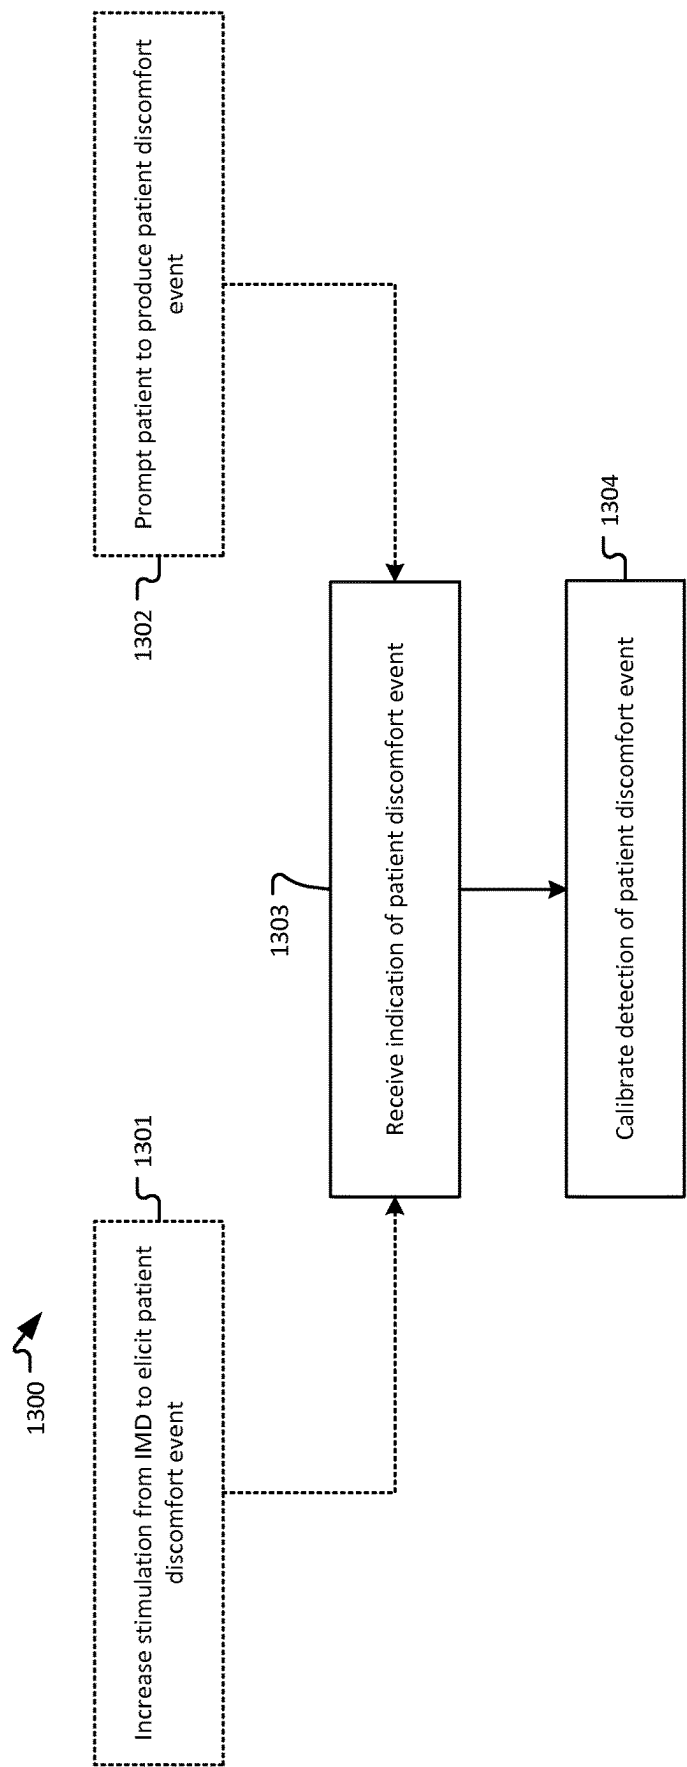 1300
1301
Increase stimulation from IMD to elicit patient
discomfort event
1302
Prompt patient to produce patient discomfort
event
1303
Receive indication of patient discomfort event
1304
Calibrate detection of patient discomfort event